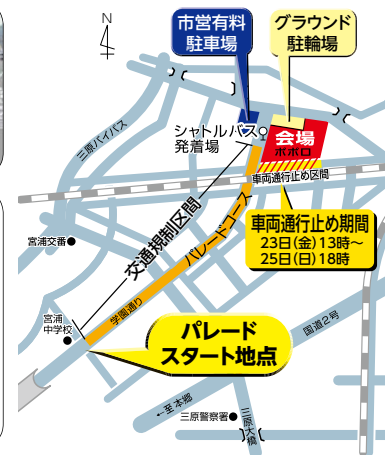 N
市営有料
駐車場
グラウンド
駐輪場
シャトルバス
発着場
会場
ポポロ
車両通行止め区間
三原バイパス
宮浦交番
交通規制区間
パレードコース
車両通行止め期間
23日(金)13時～
25日(日)18時
学園通り
宮浦
中学校
パレード
スタート地点
国道2号
←至本郷
三原警察署
三原大橋